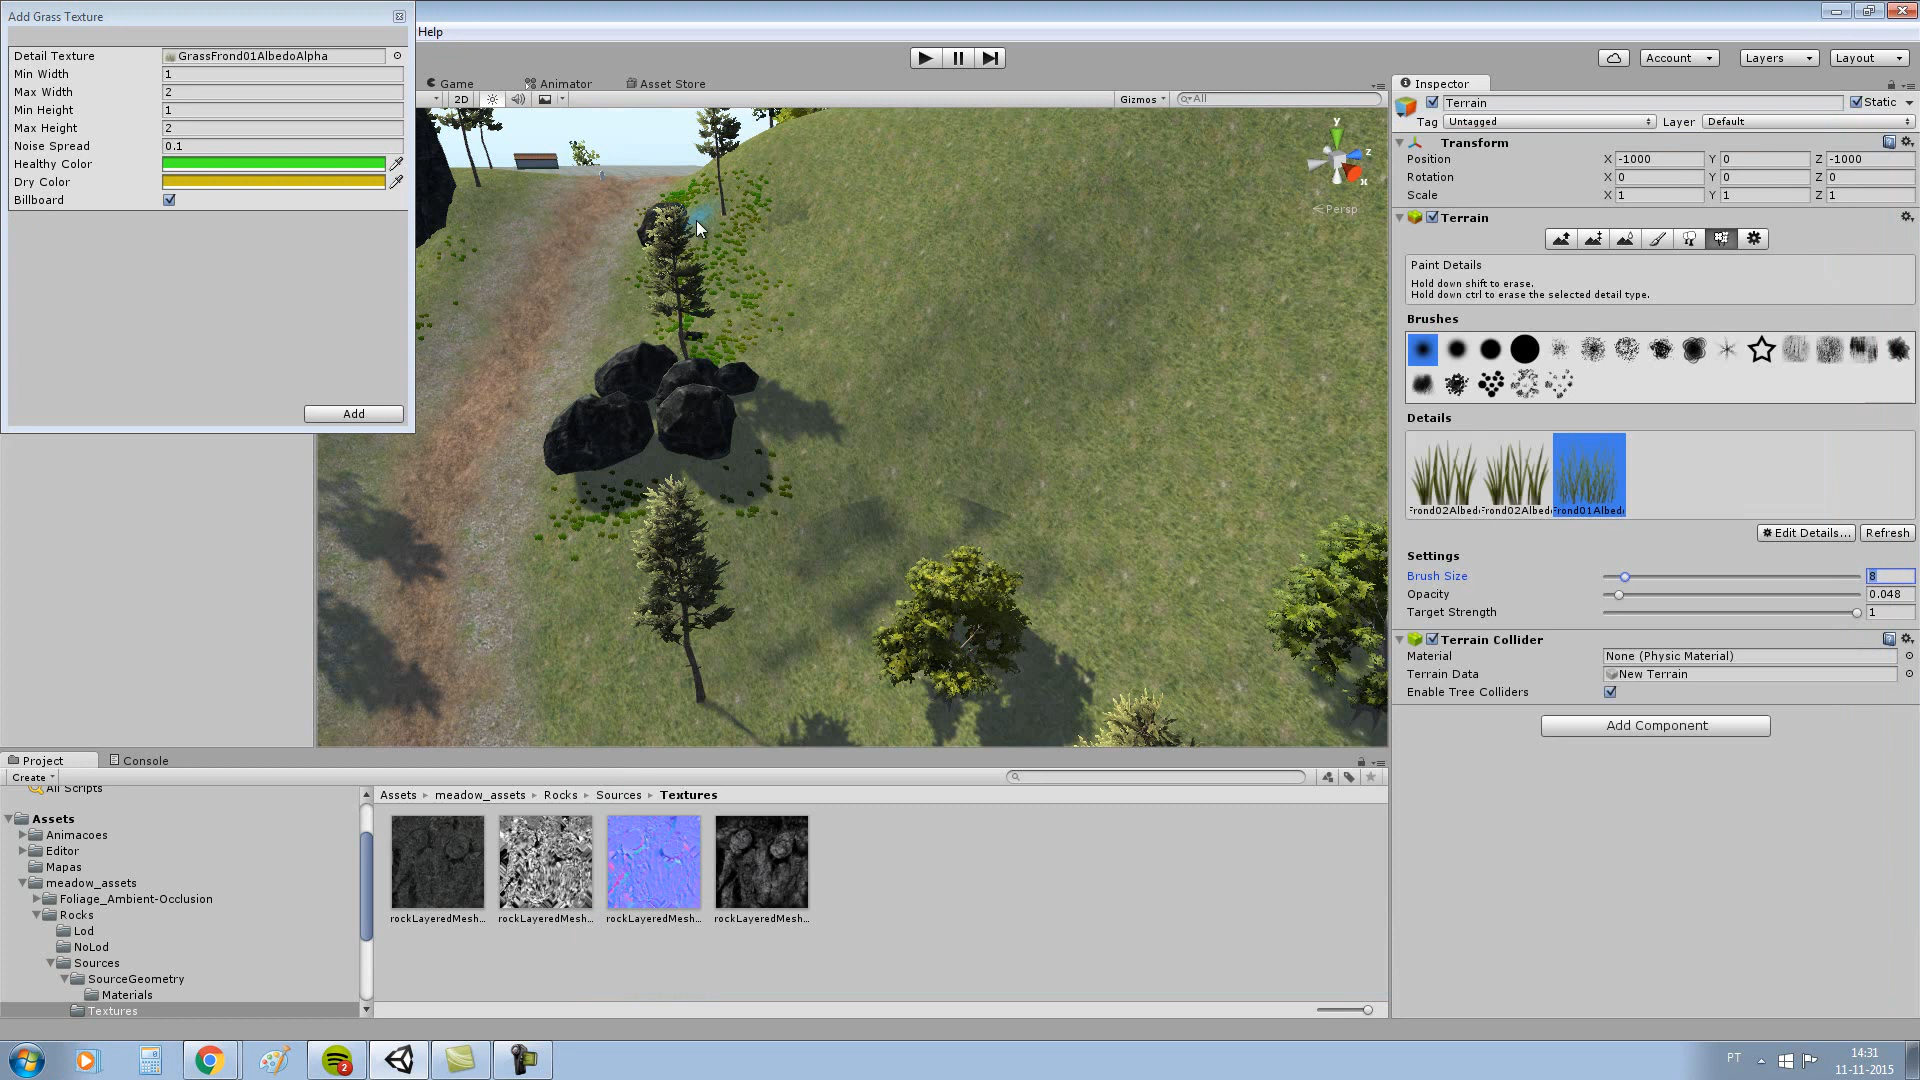 Add Grass Texture
Detail Texture GrassFrond01AlbedoAlpha
Min Width 1
Max Width 2
Min Height 1
Max Height 2
Noise Spread 0.1
Healthy Color
Dry Color
Billboard
Add
Help
Account Layers Layout
Game Animator Asset Store
2D Gizmos All
y
z
x
Persp
Inspector
Terrain Static
Tag Untagged Layer Default
Transform
Position X -1000 Y 0 Z -1000
Rotation X 0 Y 0 Z 0
Scale X 1 Y 1 Z 1
Terrain
Paint Details
Hold down shift to erase.
Hold down ctrl to erase the selected detail type.
Brushes
Details
Frond02Albed Frond02Albed Frond01Albed
Edit Details... Refresh
Settings
Brush Size 8
Opacity 0.048
Target Strength 1
Terrain Collider
Material None (Physic Material)
Terrain Data New Terrain
Enable Tree Colliders
Add Component
Project Console
Create
All Scripts
Assets
Animacoes
Editor
Mapas
meadow_assets
Foliage_Ambient-Occlusion
Rocks
Lod
NoLod
Sources
SourceGeometry
Materials
Textures
Assets meadow_assets Rocks Sources Textures
rockLayeredMesh... rockLayeredMesh... rockLayeredMesh... rockLayeredMesh...
2
PT
14:31
11-11-2015